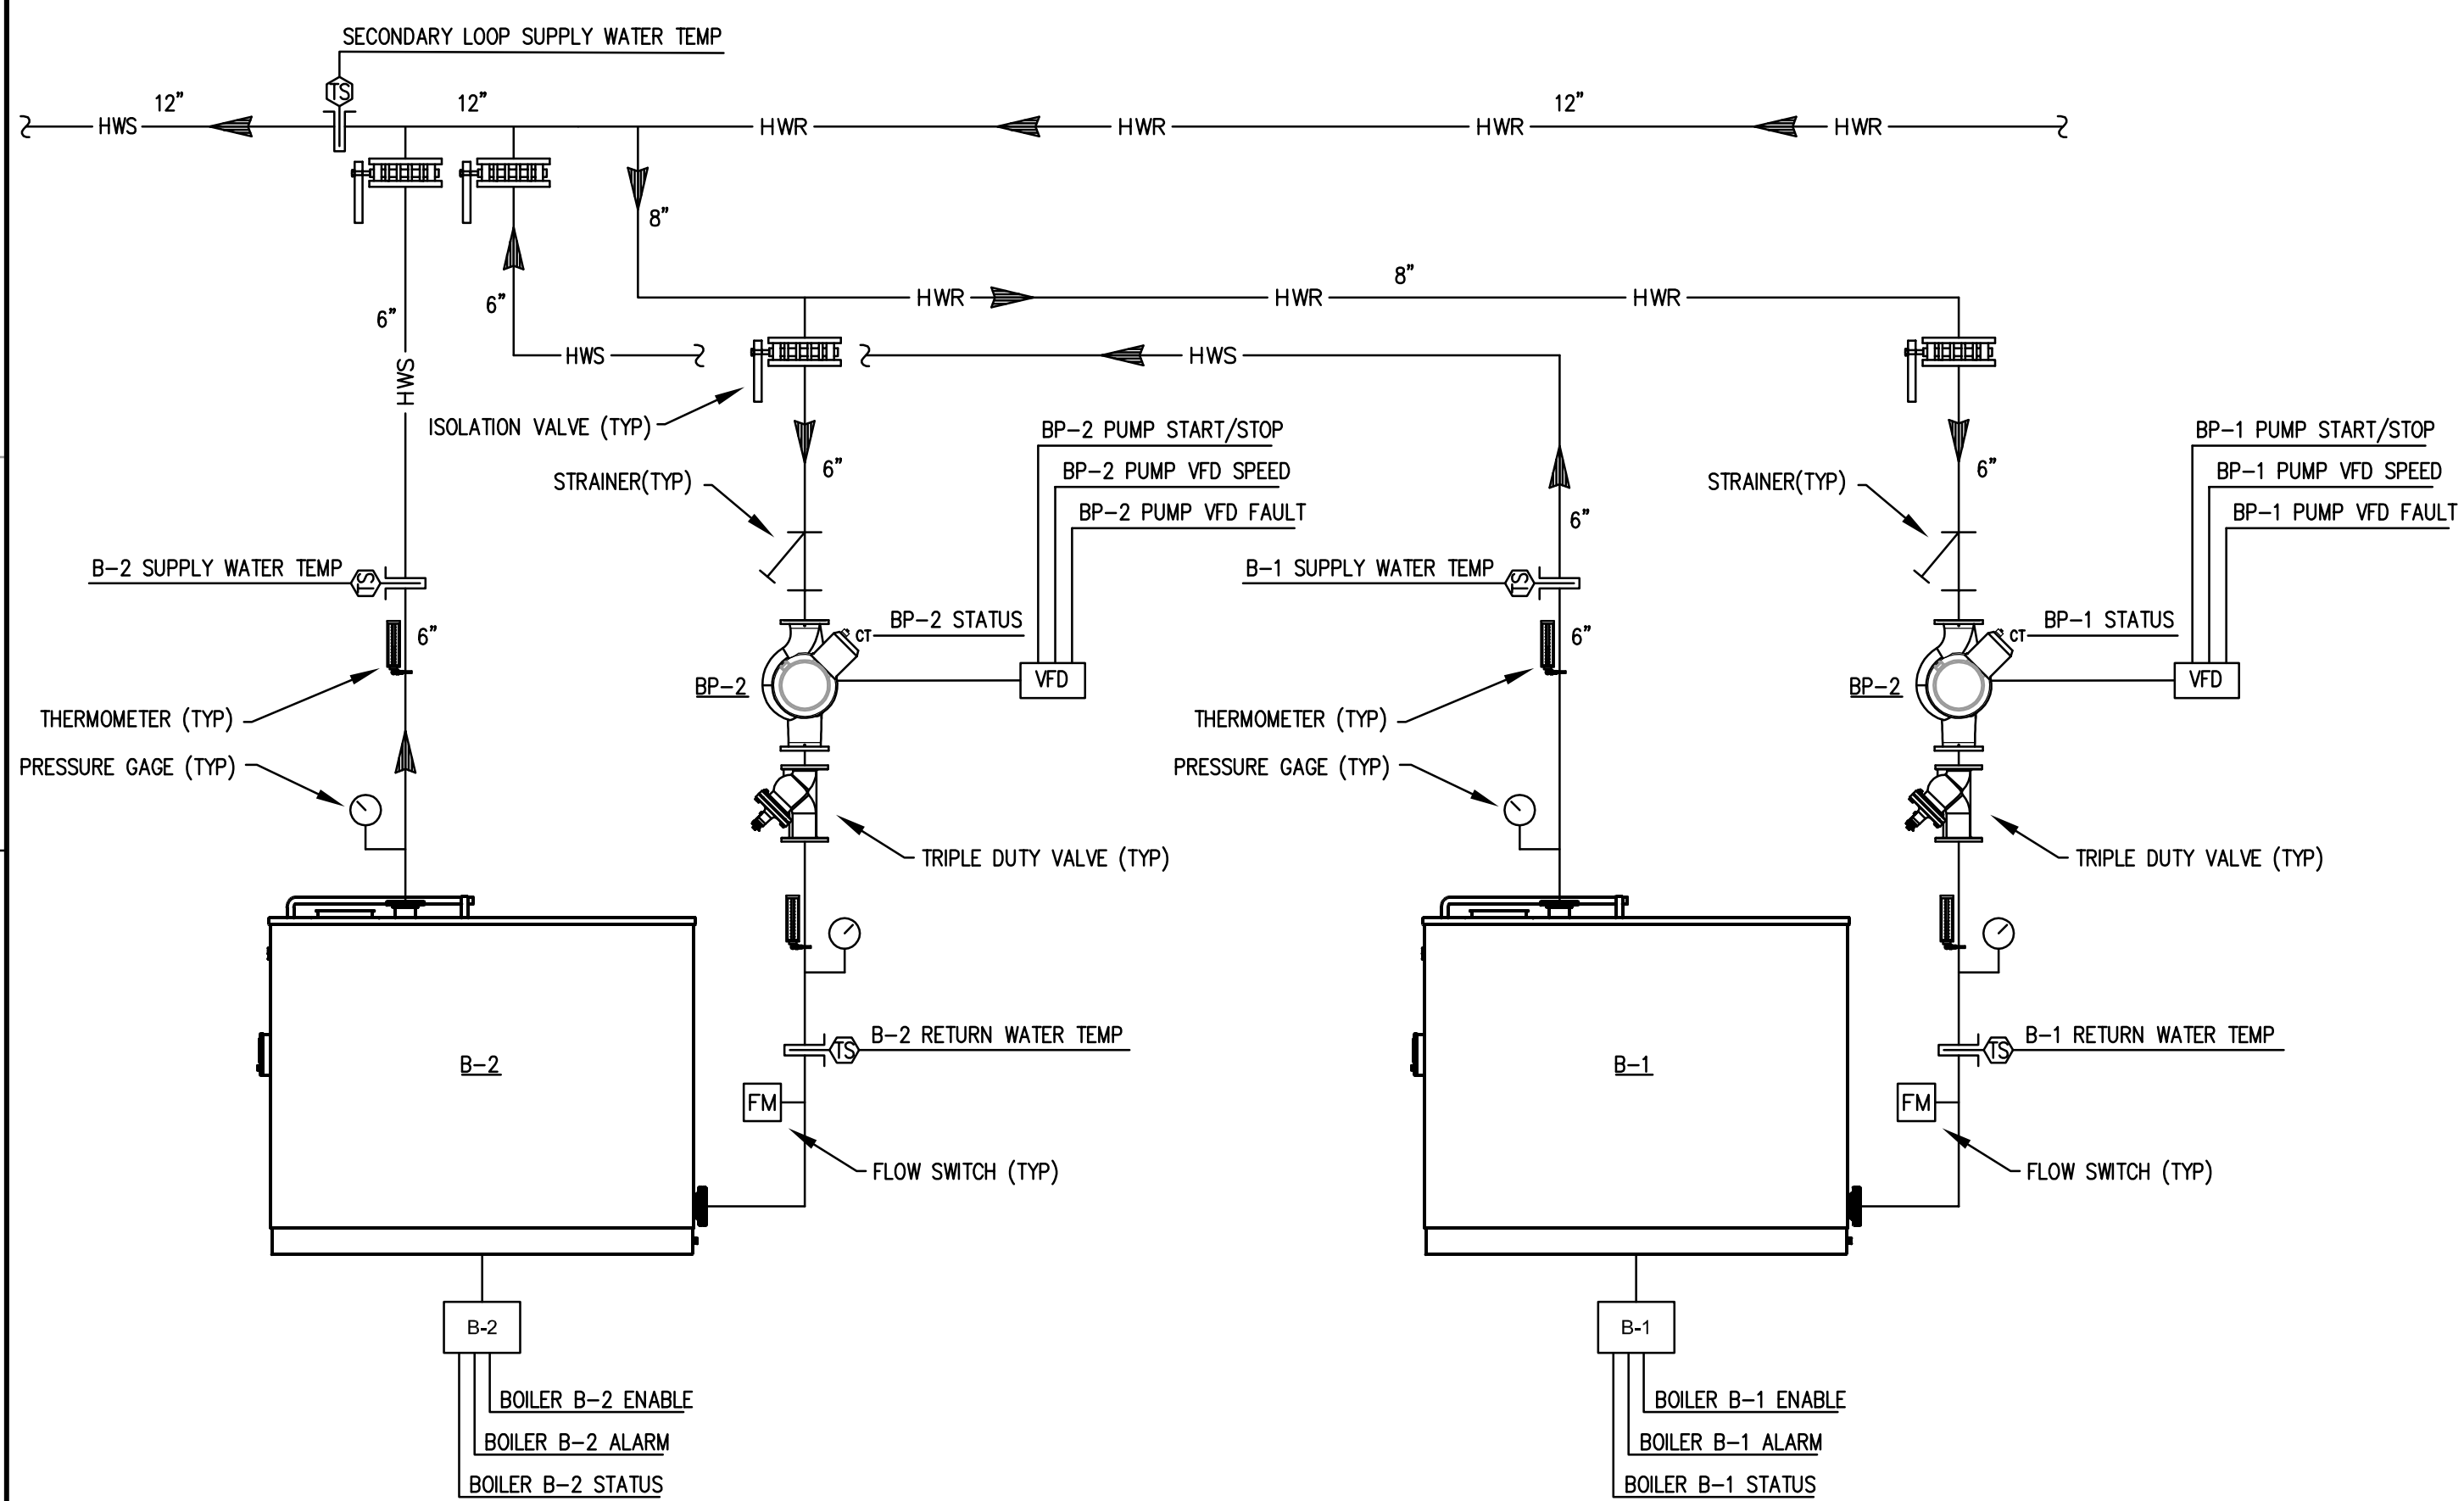 SECONDARY LOOP SUPPLY WATER TEMP
TS
12" 12" 12"
HWS HWR HWR HWR HWR
8"
8"
6" 6" HWR HWR HWR
HWS HWS
HWS
ISOLATION VALVE (TYP)
BP-2 PUMP START/STOP
BP-1 PUMP START/STOP
6" BP-2 PUMP VFD SPEED
6" BP-1 PUMP VFD SPEED
STRAINER(TYP)
STRAINER(TYP)
BP-2 PUMP VFD FAULT
6"
BP-1 PUMP VFD FAULT
B-2 SUPPLY WATER TEMP TS
B-1 SUPPLY WATER TEMP TS
6"
CT BP-2 STATUS
6"
CT BP-1 STATUS
BP-2 VFD
BP-2 VFD
THERMOMETER (TYP)
THERMOMETER (TYP)
PRESSURE GAGE (TYP)
PRESSURE GAGE (TYP)
TRIPLE DUTY VALVE (TYP)
TRIPLE DUTY VALVE (TYP)
TS B-2 RETURN WATER TEMP
TS B-1 RETURN WATER TEMP
B-2
B-1
FM
FM
FLOW SWITCH (TYP)
FLOW SWITCH (TYP)
B-2
B-1
BOILER B-2 ENABLE
BOILER B-1 ENABLE
BOILER B-2 ALARM
BOILER B-1 ALARM
BOILER B-2 STATUS
BOILER B-1 STATUS